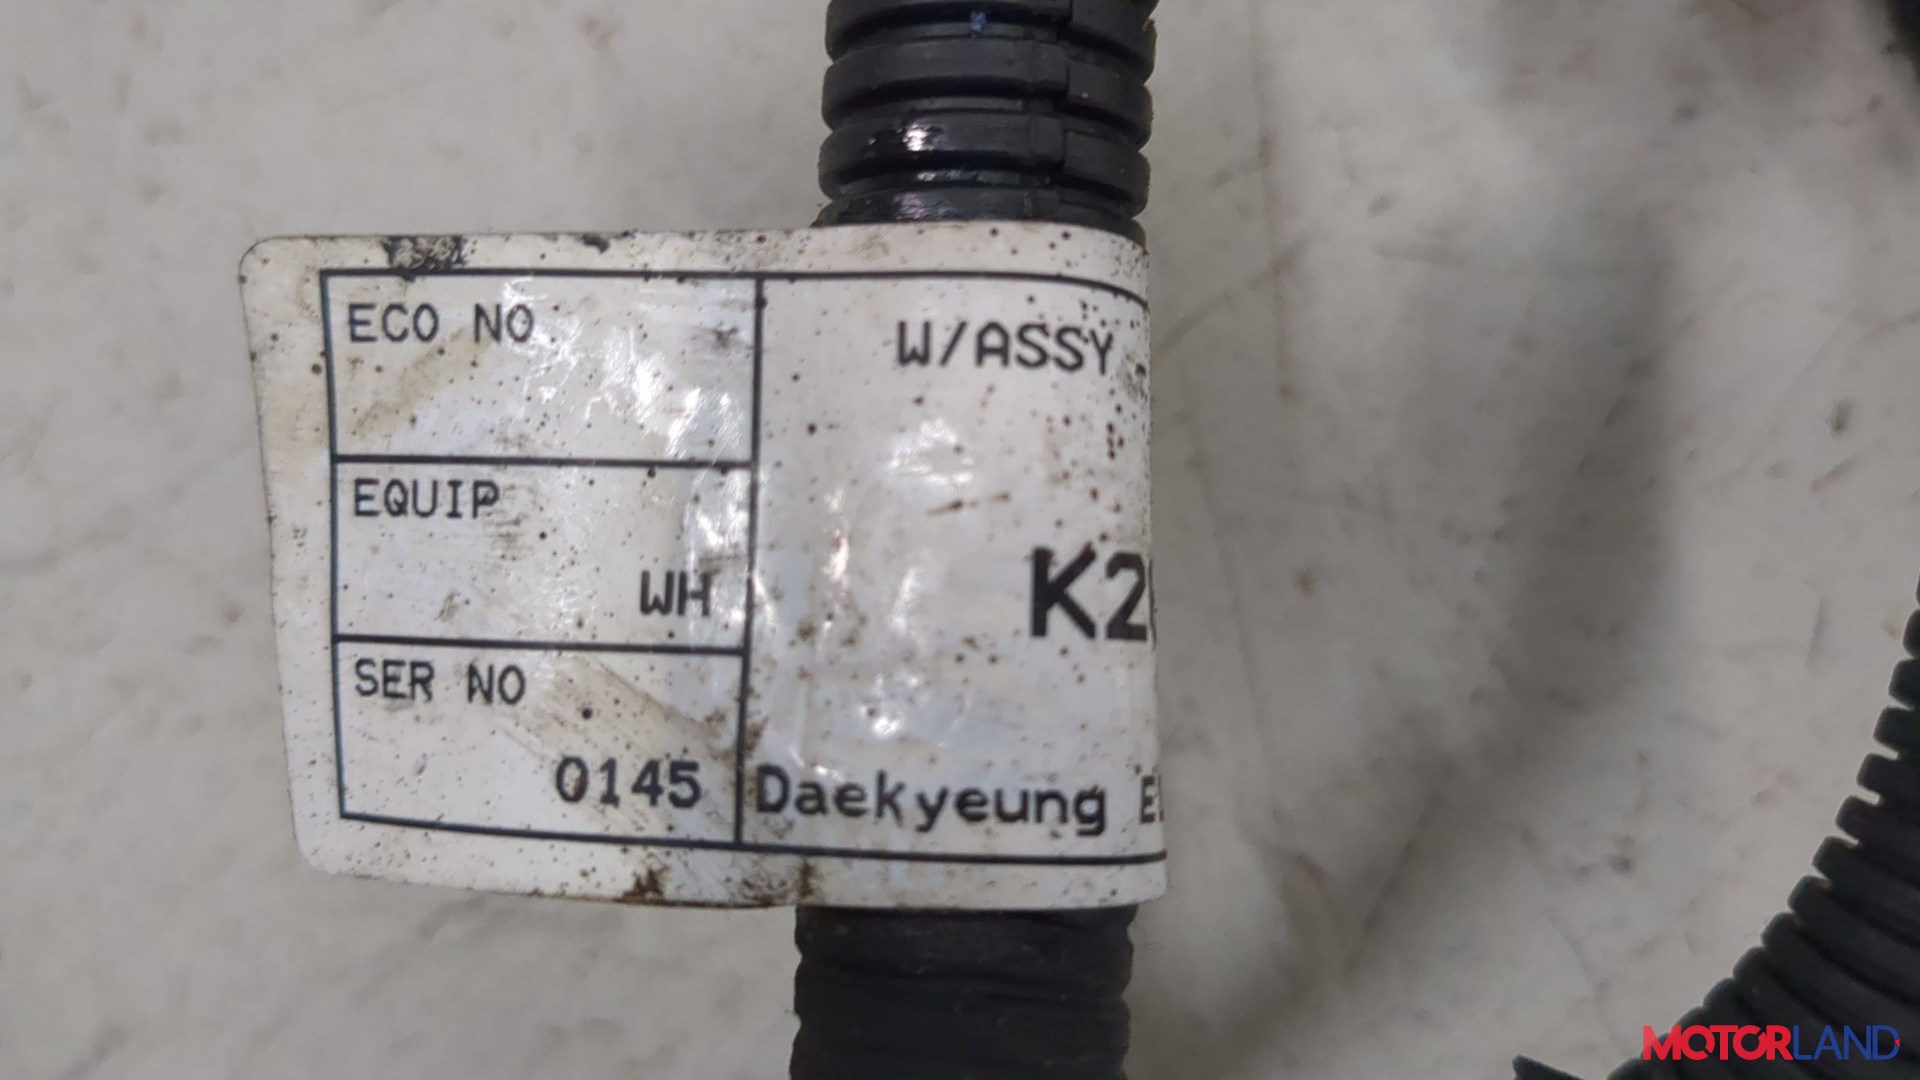 ECO NO.
W/ASSY -
EQUIP
WH
K2
SER NO
0145
Daekyeung
MOTORLAND